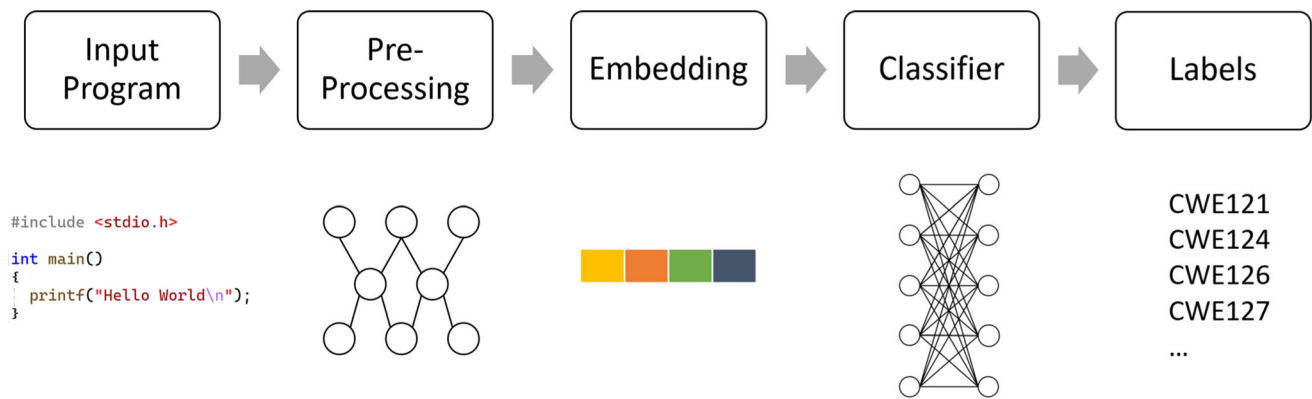 Input
Program
Pre-
Processing
Embedding
Classifier
Labels
#include <stdio.h>
int main()
{
printf("Hello World\n");
}
CWE121
CWE124
CWE126
CWE127
...